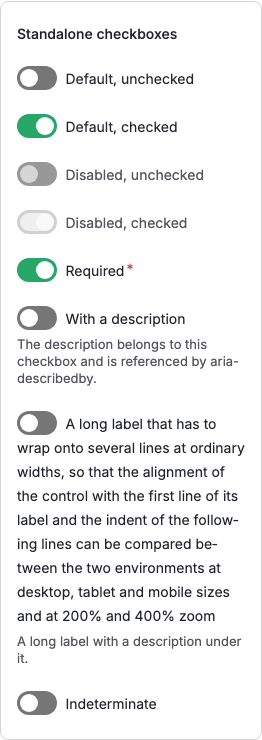 Standalone checkboxes
Default, unchecked
Default, checked
Disabled, unchecked
Disabled, checked
Required*
With a description
The description belongs to this
checkbox and is referenced by aria-
describedby.
A long label that has to
wrap onto several lines at ordinary
widths, so that the alignment of
the control with the first line of its
label and the indent of the follow-
ing lines can be compared be-
tween the two environments at
desktop, tablet and mobile sizes
and at 200% and 400% zoom
A long label with a description under
it.
Indeterminate